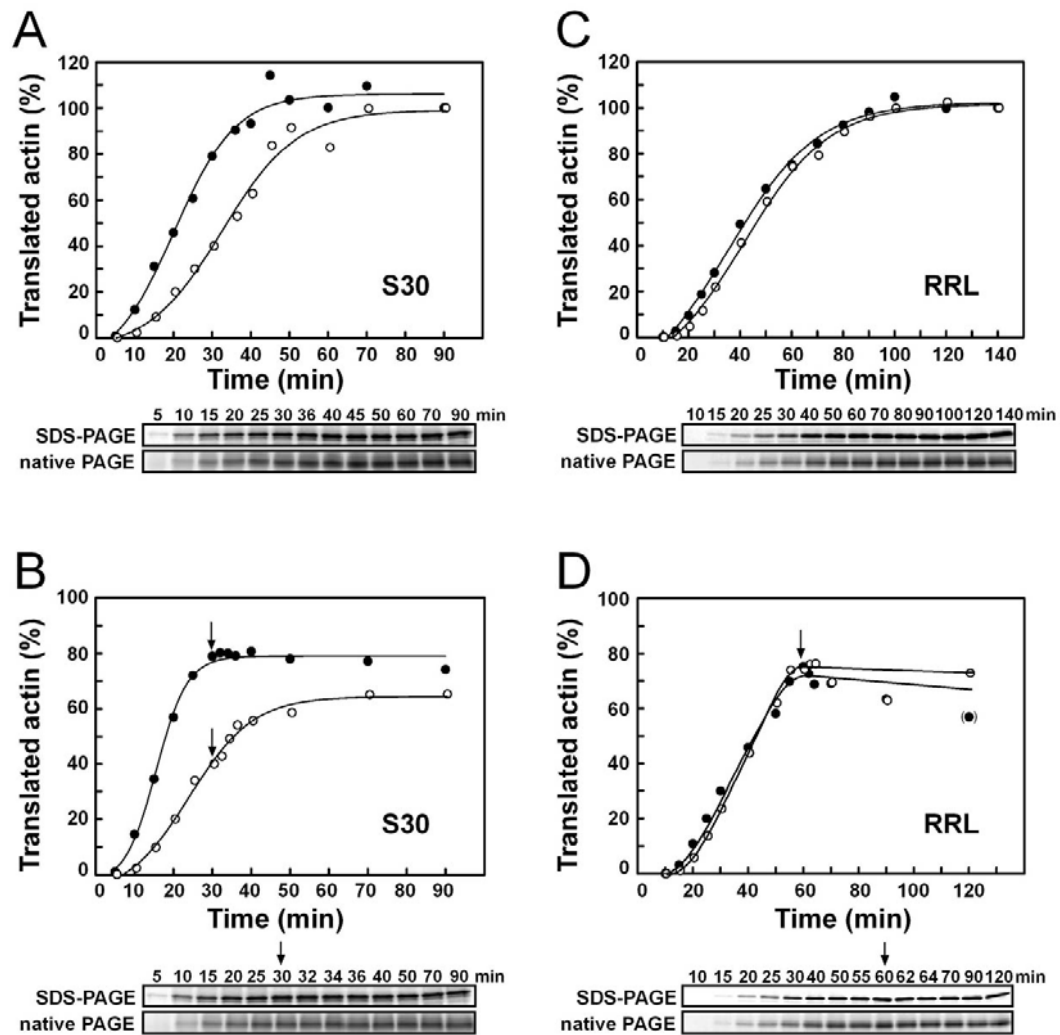 A
Translated actin (%)
120
100
80
60
40
20
0
S30
0 10 20 30 40 50 60 70 80 90
Time (min)
5 10 15 20 25 30 36 40 45 50 60 70 90 min
SDS-PAGE
native PAGE
C
Translated actin (%)
120
100
80
60
40
20
0
RRL
0 20 40 60 80 100 120 140
Time (min)
10 15 20 25 30 40 50 60 70 80 90 100 120 140 min
SDS-PAGE
native PAGE
B
Translated actin (%)
100
80
60
40
20
0
S30
0 10 20 30 40 50 60 70 80 90
Time (min)
5 10 15 20 25 30 32 34 36 40 50 70 90 min
SDS-PAGE
native PAGE
D
Translated actin (%)
100
80
60
40
20
0
( )
RRL
0 20 40 60 80 100 120
Time (min)
10 15 20 25 30 40 50 55 60 62 64 70 90 120 min
SDS-PAGE
native PAGE